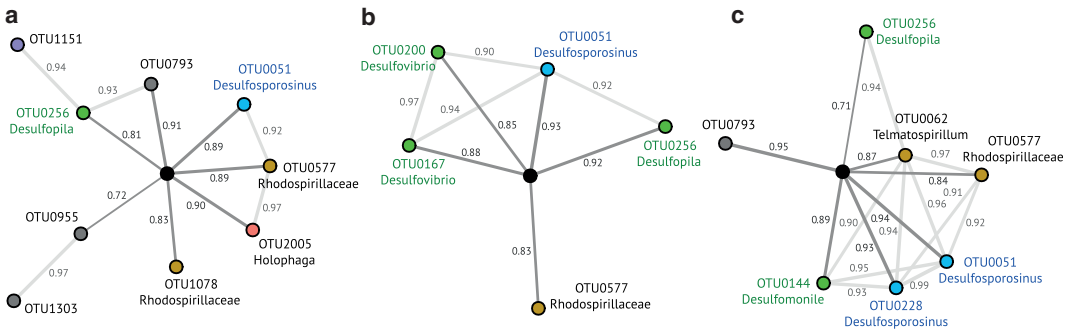 a
OTU1151
0.94
OTU0793
0.93
OTU0256
Desulfopila
OTU0051
Desulfosporosinus
0.81
0.91
0.89
0.92
OTU0577
Rhodospirillaceae
0.89
0.72
0.83
0.90
0.97
OTU0955
OTU2005
Holophaga
0.97
OTU1303
OTU1078
Rhodospirillaceae
b
OTU0200
Desulfovibrio
0.90
OTU0051
Desulfosporosinus
0.97
0.94
0.92
0.85
0.93
OTU0256
Desulfopila
0.88
0.92
OTU0167
Desulfovibrio
0.83
OTU0577
Rhodospirillaceae
c
OTU0256
Desulfopila
0.94
0.71
OTU0062
Telmatospirillum
OTU0793
0.95
0.87
0.97
OTU0577
Rhodospirillaceae
0.84
0.91
0.96
0.89
0.90
0.94
0.94
0.93
0.92
0.95
0.93
0.99
OTU0144
Desulfomonile
OTU0051
Desulfosporosinus
OTU0228
Desulfosporosinus